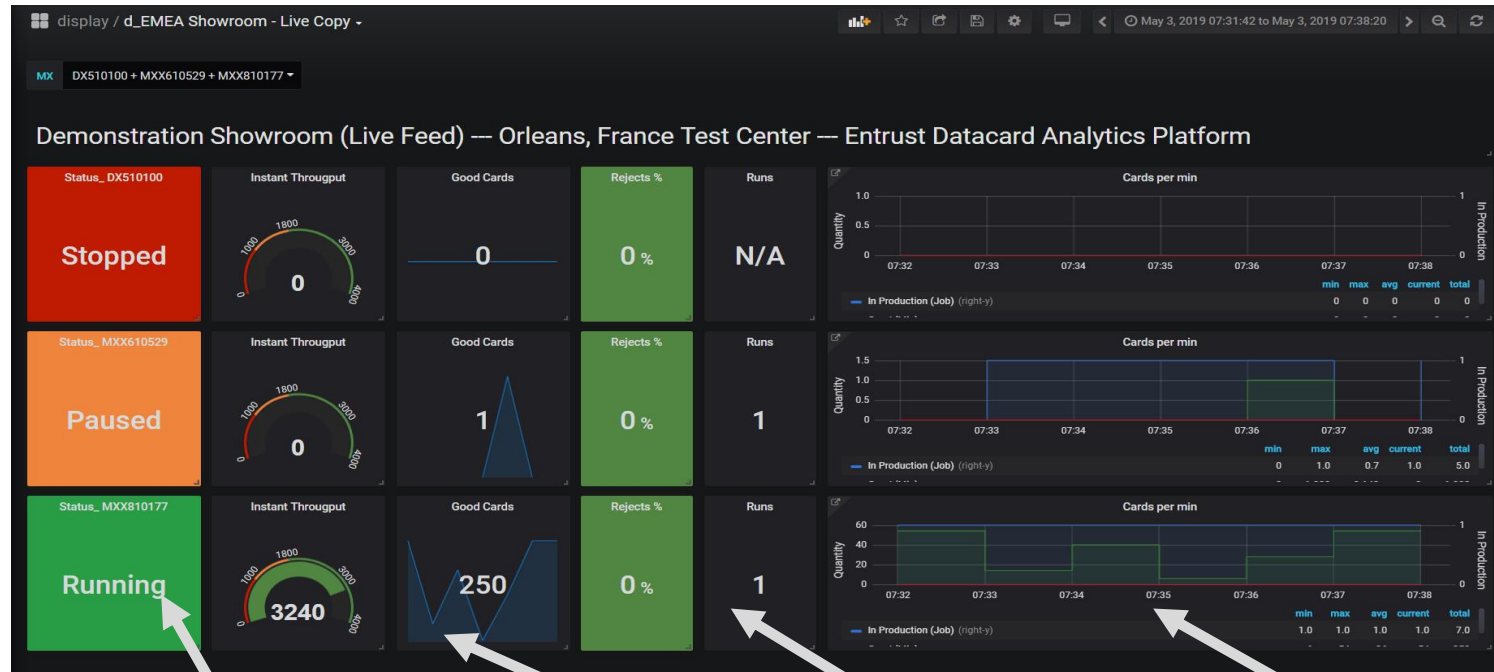 display / d_EMEA Showroom - Live Copy
May 3, 2019 07:31:42 to May 3, 2019 07:38:20
MX DX510100 + MXX610529 + MXX810177
Demonstration Showroom (Live Feed) --- Orleans, France Test Center --- Entrust Datacard Analytics Platform
Status_ DX510100 Instant Througput Good Cards Rejects % Runs Cards per min
Stopped
0 1000 1800 3000 4000
0
0
0 %
N/A
Quantity
1.0
0.5
0
1
0
In Production
07:32 07:33 07:34 07:35 07:36 07:37 07:38
min max avg current total
In Production (Job) (right-y) 0 0 0 0 0
Status_ MXX610529 Instant Througput Good Cards Rejects % Runs Cards per min
Paused
0 1000 1800 3000 4000
0
1
0 %
1
Quantity
1.5
1.0
0.5
0
1
0
In Production
07:32 07:33 07:34 07:35 07:36 07:37 07:38
min max avg current total
In Production (Job) (right-y) 0 1.0 0.7 1.0 5.0
Status_ MXX810177 Instant Througput Good Cards Rejects % Runs Cards per min
Running
0 1000 1800 3000 4000
3240
250
0 %
1
Quantity
60
40
20
0
1
0
In Production
07:32 07:33 07:34 07:35 07:36 07:37 07:38
min max avg current total
In Production (Job) (right-y) 1.0 1.0 1.0 1.0 7.0